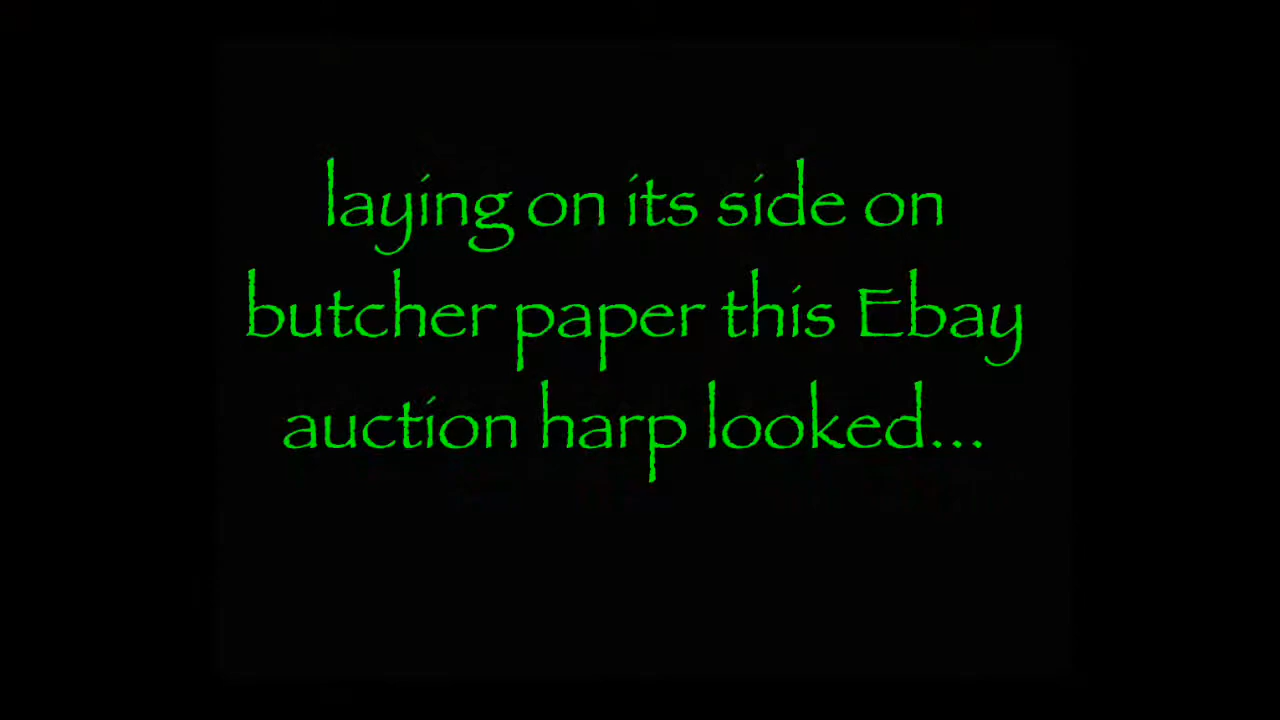 laying on its side on
butcher paper this Ebay
auction harp looked...